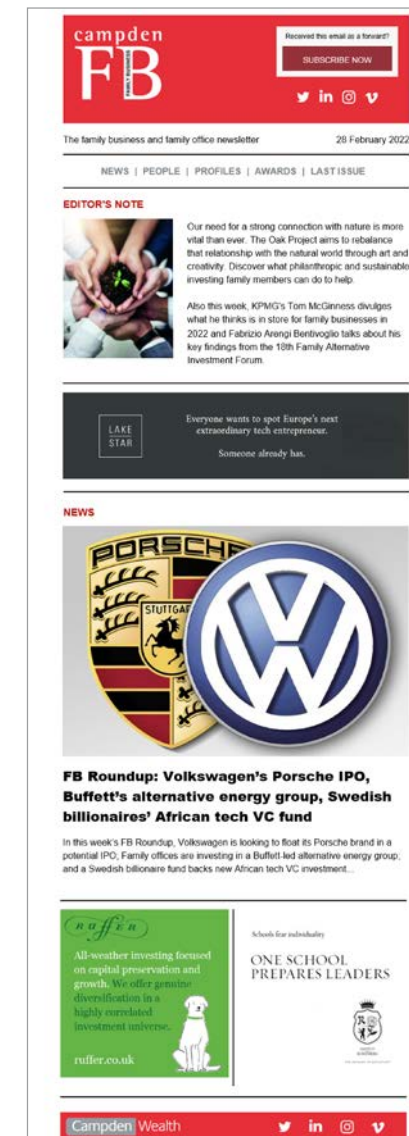 campden
FB
FAMILY BUSINESS
Received this email as a forward?
SUBSCRIBE NOW
The family business and family office newsletter
28 February 2022
NEWS | PEOPLE | PROFILES | AWARDS | LAST ISSUE
EDITOR'S NOTE
Our need for a strong connection with nature is more
vital than ever. The Oak Project aims to rebalance
that relationship with the natural world through art and
creativity. Discover what philanthropic and sustainable
investing family members can do to help.
Also this week, KPMG's Tom McGinness divulges
what he thinks is in store for family businesses in
2022 and Fabrizio Arengi Bentivoglio talks about his
key findings from the 18th Family Alternative
Investment Forum.
LAKE
STAR
Everyone wants to spot Europe's next
extraordinary tech entrepreneur.
Someone already has.
NEWS
PORSCHE
STUTTGAR
VW
FB Roundup: Volkswagen's Porsche IPO,
Buffett's alternative energy group, Swedish
billionaires' African tech VC fund
In this week's FB Roundup, Volkswagen is looking to float its Porsche brand in a
potential IPO; Family offices are investing in a Buffett-led alternative energy group;
and a Swedish billionaire fund backs new African tech VC investment...
ruffer
All-weather investing focused
on capital preservation and
growth. We offer genuine
diversification in a
highly correlated
investment universe.
ruffer.co.uk
Schools fear individuality
ONE SCHOOL
PREPARES LEADERS
Campden Wealth